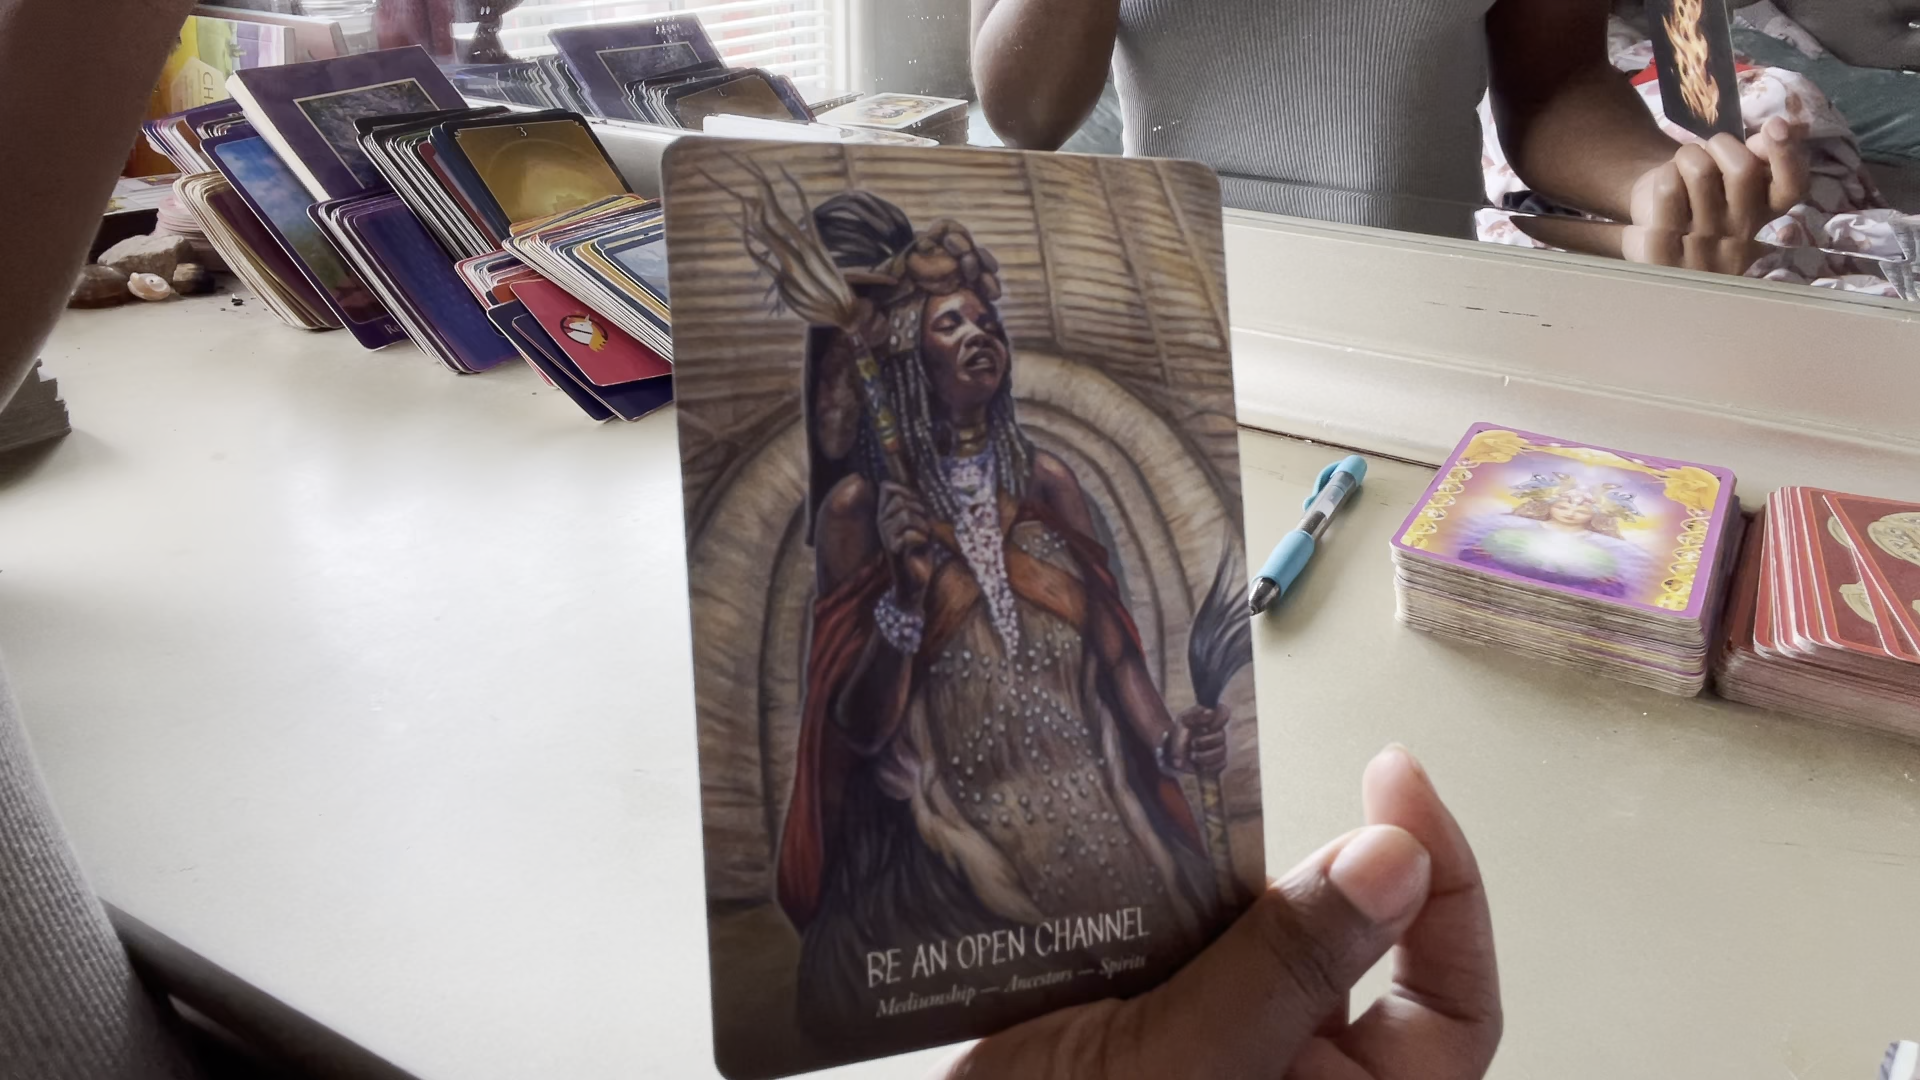 BE AN OPEN CHANNEL
Mediumship — Ancestors — Spirits